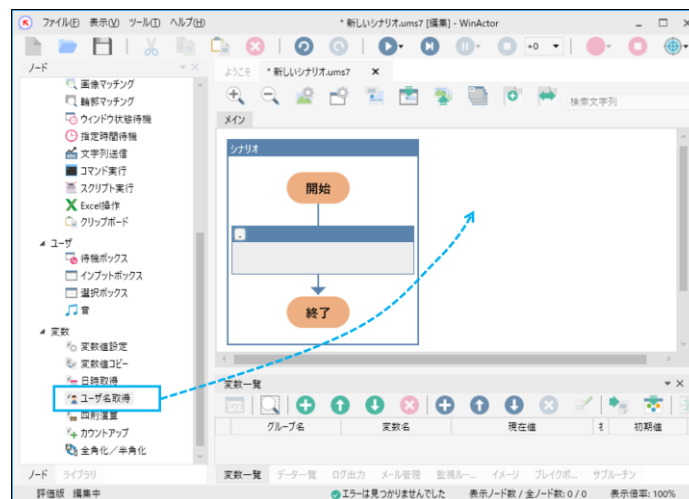 ファイル(F) 表示(V) ツール(T) ヘルプ(H)
* 新しいシナリオ.ums7 [編集] - WinActor
+0
ノード
画像マッチング
輪郭マッチング
ウィンドウ状態待機
指定時間待機
文字列送信
コマンド実行
スクリプト実行
Excel操作
クリップボード
ユーザ
待機ボックス
インプットボックス
選択ボックス
音
変数
変数値設定
変数値コピー
日時取得
ユーザ名取得
四則演算
カウントアップ
全角化／半角化
ノード ライブラリ
ようこそ * 新しいシナリオ.ums7
検索文字列
メイン
シナリオ
開始
終了
変数一覧
グループ名 変数名 現在値 初期値
変数一覧 データ一覧 ログ出力 メール管理 監視ルー... イメージ ブレイクポ... サブルーチン
評価版 編集中 エラーは見つかりませんでした 表示ノード数 / 全ノード数: 0 / 0 表示倍率: 100%